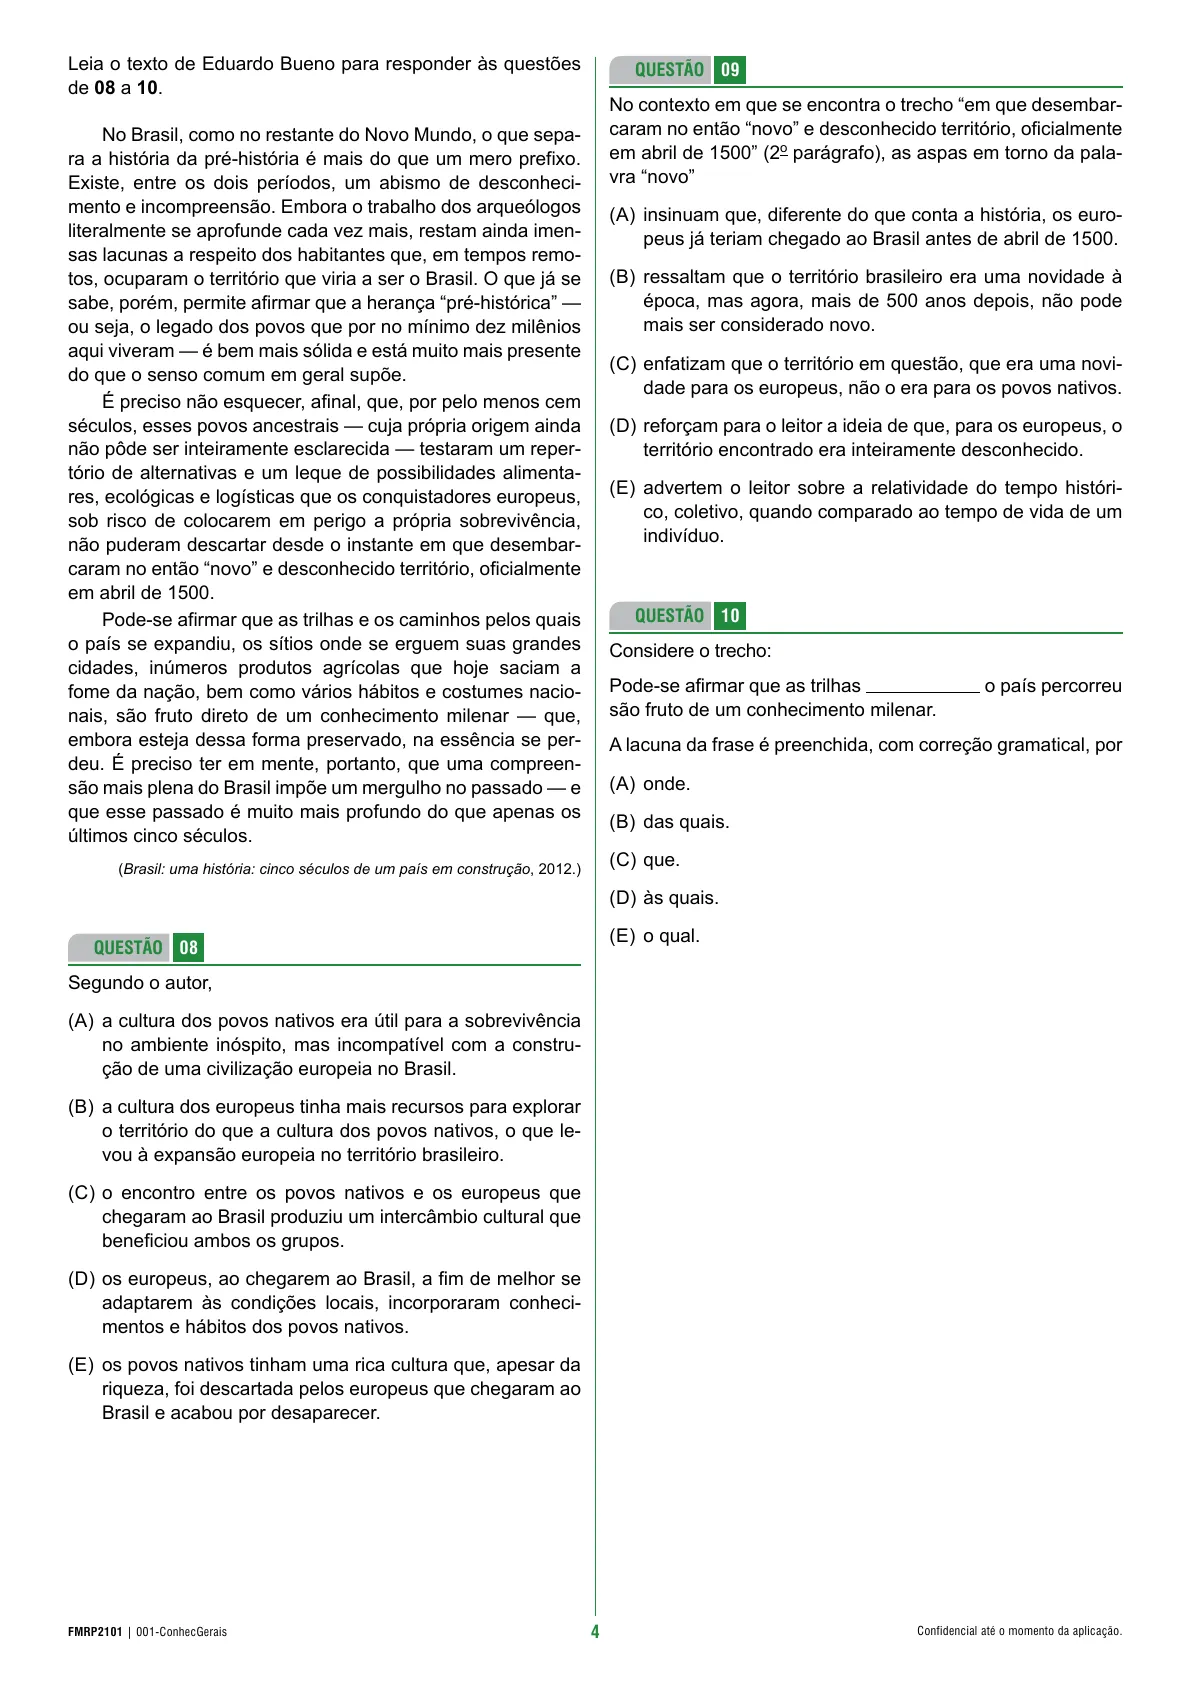 Leia o texto de Eduardo Bueno para responder às questões
de 08 a 10.
No Brasil, como no restante do Novo Mundo, o que sepa-
ra a história da pré-história é mais do que um mero prefixo.
Existe, entre os dois períodos, um abismo de desconheci-
mento e incompreensão. Embora o trabalho dos arqueólogos
literalmente se aprofunde cada vez mais, restam ainda imen-
sas lacunas a respeito dos habitantes que, em tempos remo-
tos, ocuparam o território que viria a ser o Brasil. O que já se
sabe, porém, permite afirmar que a herança “pré-histórica” —
ou seja, o legado dos povos que por no mínimo dez milênios
aqui viveram — é bem mais sólida e está muito mais presente
do que o senso comum em geral supõe.
É preciso não esquecer, afinal, que, por pelo menos cem
séculos, esses povos ancestrais — cuja própria origem ainda
não pôde ser inteiramente esclarecida — testaram um reper-
tório de alternativas e um leque de possibilidades alimenta-
res, ecológicas e logísticas que os conquistadores europeus,
sob risco de colocarem em perigo a própria sobrevivência,
não puderam descartar desde o instante em que desembar-
caram no então “novo” e desconhecido território, oficialmente
em abril de 1500.
Pode-se afirmar que as trilhas e os caminhos pelos quais
o país se expandiu, os sítios onde se erguem suas grandes
cidades, inúmeros produtos agrícolas que hoje saciam a
fome da nação, bem como vários hábitos e costumes nacio-
nais, são fruto direto de um conhecimento milenar — que,
embora esteja dessa forma preservado, na essência se per-
deu. É preciso ter em mente, portanto, que uma compreen-
são mais plena do Brasil impõe um mergulho no passado — e
que esse passado é muito mais profundo do que apenas os
últimos cinco séculos.
(Brasil: uma história: cinco séculos de um país em construção, 2012.)
QUESTÃO 08
Segundo o autor,
(A) a cultura dos povos nativos era útil para a sobrevivência
no ambiente inóspito, mas incompatível com a constru-
ção de uma civilização europeia no Brasil.
(B) a cultura dos europeus tinha mais recursos para explorar
o território do que a cultura dos povos nativos, o que le-
vou à expansão europeia no território brasileiro.
(C) o encontro entre os povos nativos e os europeus que
chegaram ao Brasil produziu um intercâmbio cultural que
beneficiou ambos os grupos.
(D) os europeus, ao chegarem ao Brasil, a fim de melhor se
adaptarem às condições locais, incorporaram conheci-
mentos e hábitos dos povos nativos.
(E) os povos nativos tinham uma rica cultura que, apesar da
riqueza, foi descartada pelos europeus que chegaram ao
Brasil e acabou por desaparecer.
QUESTÃO 09
No contexto em que se encontra o trecho “em que desembar-
caram no então “novo” e desconhecido território, oficialmente
em abril de 1500” (2º parágrafo), as aspas em torno da pala-
vra “novo”
(A) insinuam que, diferente do que conta a história, os euro-
peus já teriam chegado ao Brasil antes de abril de 1500.
(B) ressaltam que o território brasileiro era uma novidade à
época, mas agora, mais de 500 anos depois, não pode
mais ser considerado novo.
(C) enfatizam que o território em questão, que era uma novi-
dade para os europeus, não o era para os povos nativos.
(D) reforçam para o leitor a ideia de que, para os europeus, o
território encontrado era inteiramente desconhecido.
(E) advertem o leitor sobre a relatividade do tempo históri-
co, coletivo, quando comparado ao tempo de vida de um
indivíduo.
QUESTÃO 10
Considere o trecho:
Pode-se afirmar que as trilhas ___________ o país percorreu
são fruto de um conhecimento milenar.
A lacuna da frase é preenchida, com correção gramatical, por
(A) onde.
(B) das quais.
(C) que.
(D) às quais.
(E) o qual.
FMRP2101 | 001-ConhecGerais
4
Confidencial até o momento da aplicação.